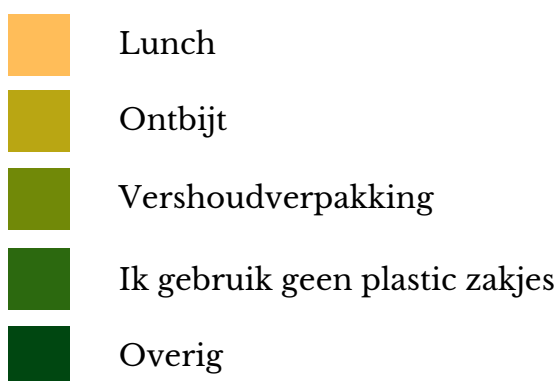 Lunch
Ontbijt
Vershoudverpakking
Ik gebruik geen plastic zakjes
Overig